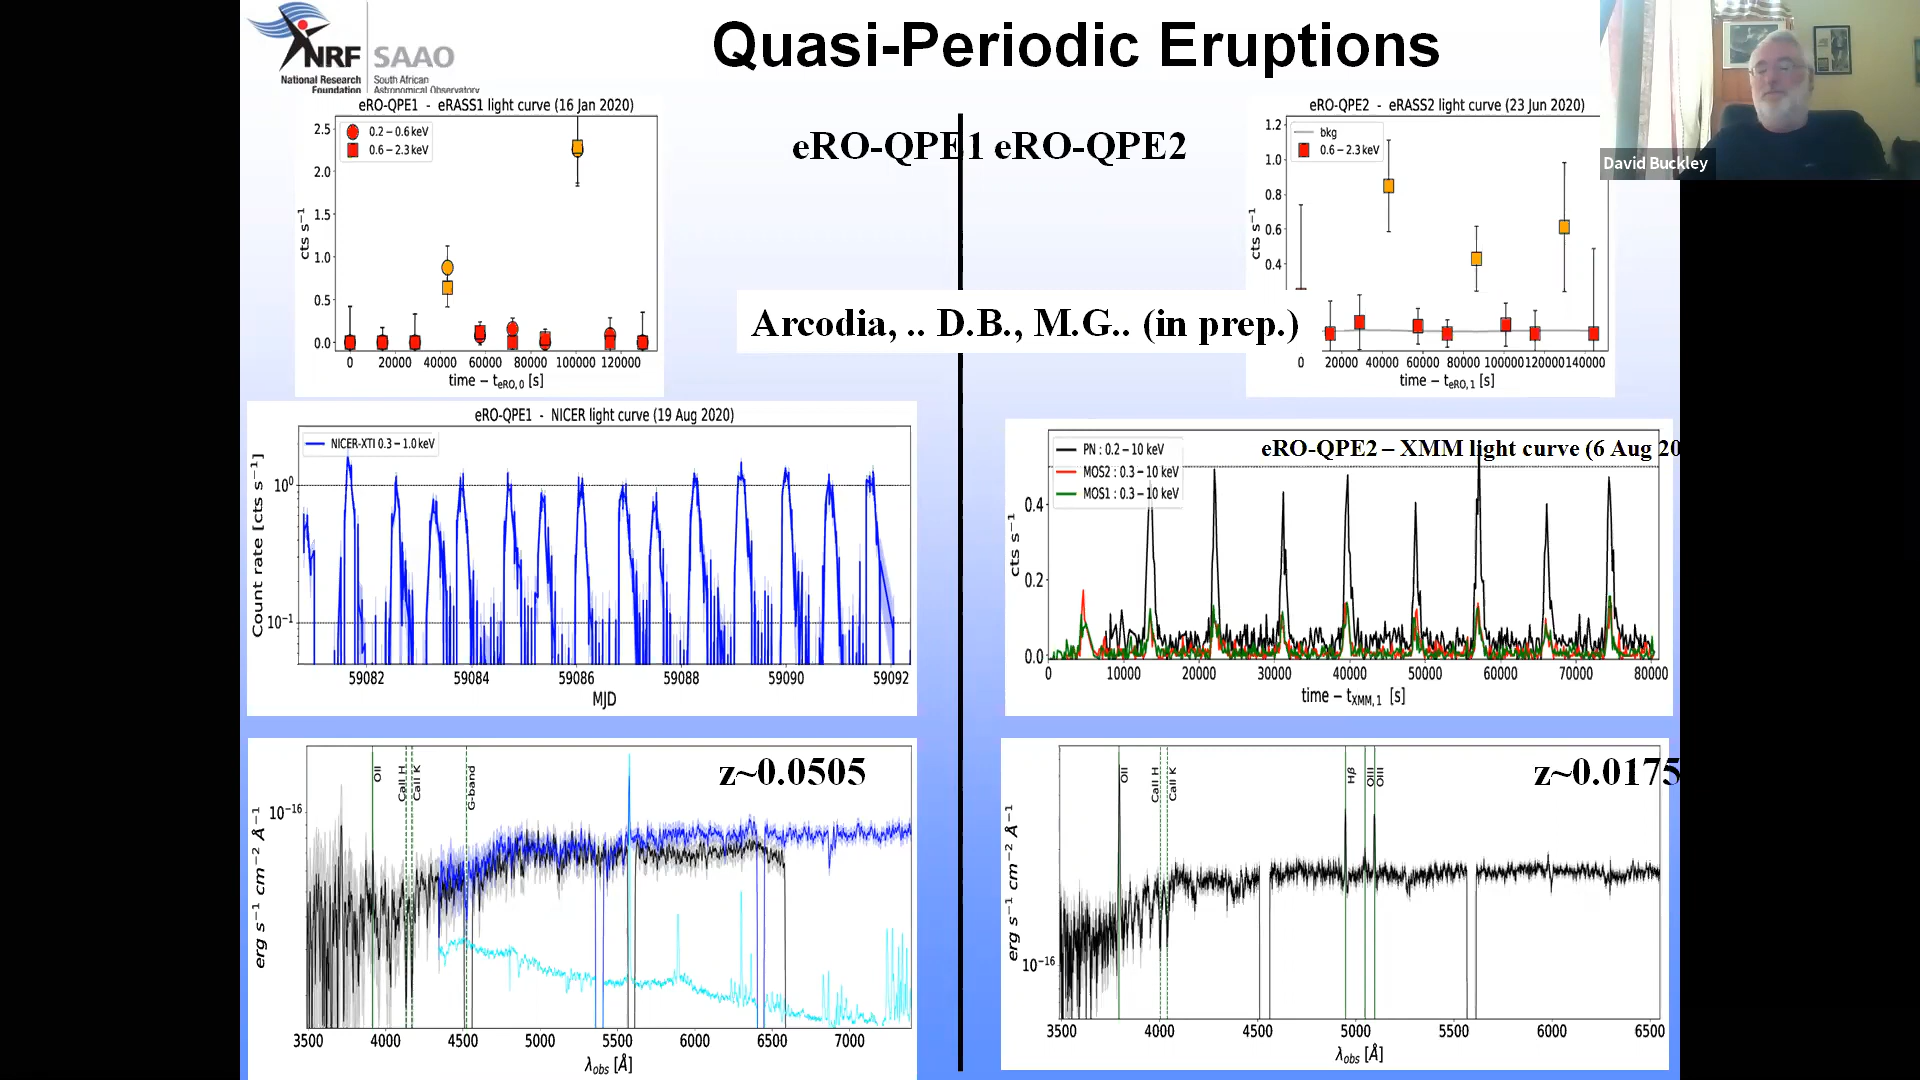 Quasi-Periodic Eruptions
NRF
SAAO
National Research
Foundation
South African
Astronomical Observatory
David Buckley
eRO-QPE1 eRO-QPE2
Arcodia, .. D.B., M.G.. (in prep.)
eRO-QPE1 - eRASS1 light curve (16 Jan 2020)
0.2 – 0.6 keV
0.6 – 2.3 keV
cts s⁻¹
2.5
2.0
1.5
1.0
0.5
0.0
0 20000 40000 60000 80000 100000 120000
time − t_eRO,0 [s]
eRO-QPE2 - eRASS2 light curve (23 Jun 2020)
bkg
0.6 – 2.3 keV
cts s⁻¹
1.2
1.0
0.8
0.6
0.4
0 20000 40000 60000 80000 100000 120000 140000
time − t_eRO,1 [s]
eRO-QPE1 - NICER light curve (19 Aug 2020)
NICER-XTI 0.3 – 1.0 keV
Count rate [cts s⁻¹]
10⁰
10⁻¹
59082 59084 59086 59088 59090 59092
MJD
eRO-QPE2 – XMM light curve (6 Aug 20
PN : 0.2 – 10 keV
MOS2 : 0.3 – 10 keV
MOS1 : 0.3 – 10 keV
cts s⁻¹
0.4
0.2
0.0
0 10000 20000 30000 40000 50000 60000 70000 80000
time − t_XMM,1 [s]
z~0.0505
OII
CaII H
CaII K
G-band
10⁻¹⁶
erg s⁻¹ cm⁻² Å⁻¹
3500 4000 4500 5000 5500 6000 6500 7000
λobs [Å]
z~0.0175
OII
CaII H
CaII K
Hβ
OIII
OIII
10⁻¹⁶
erg s⁻¹ cm⁻² Å⁻¹
3500 4000 4500 5000 5500 6000 6500
λobs [Å]